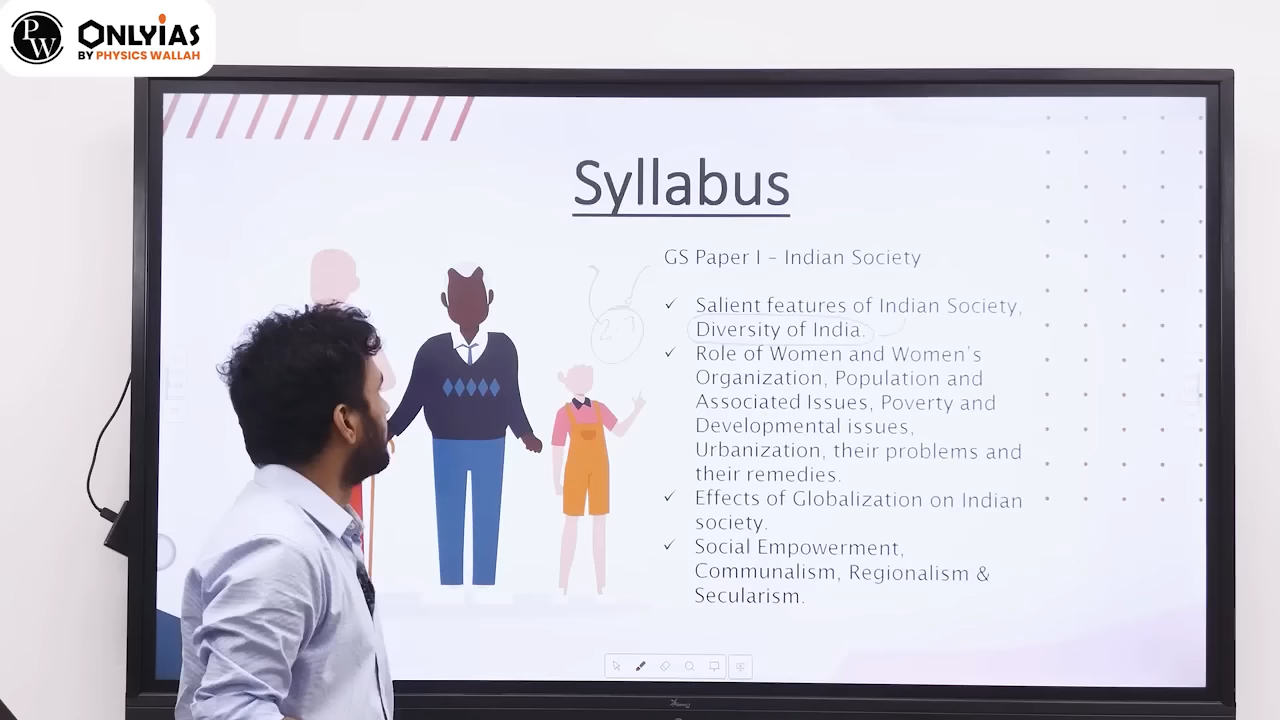 PW
ONLYIAS
BY PHYSICS WALLAH
Syllabus
GS Paper I – Indian Society
✓ Salient features of Indian Society,
Diversity of India.
✓ Role of Women and Women's
Organization, Population and
Associated Issues, Poverty and
Developmental issues,
Urbanization, their problems and
their remedies.
✓ Effects of Globalization on Indian
society.
✓ Social Empowerment,
Communalism, Regionalism &
Secularism.